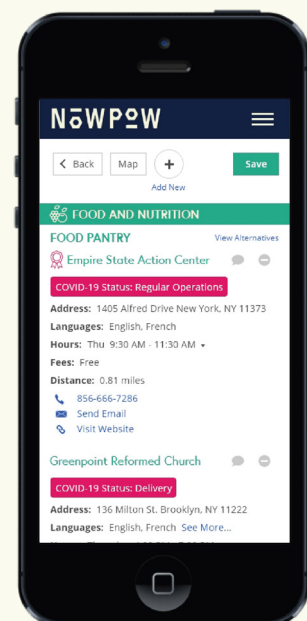 NōWPOW
Back
Map
+
Save
Add New
FOOD AND NUTRITION
FOOD PANTRY
View Alternatives
Empire State Action Center
COVID-19 Status: Regular Operations
Address: 1405 Alfred Drive New York, NY 11373
Languages: English, French
Hours: Thu 9:30 AM - 11:30 AM
Fees: Free
Distance: 0.81 miles
856-666-7286
Send Email
Visit Website
Greenpoint Reformed Church
COVID-19 Status: Delivery
Address: 136 Milton St. Brooklyn, NY 11222
Languages: English, French See More...